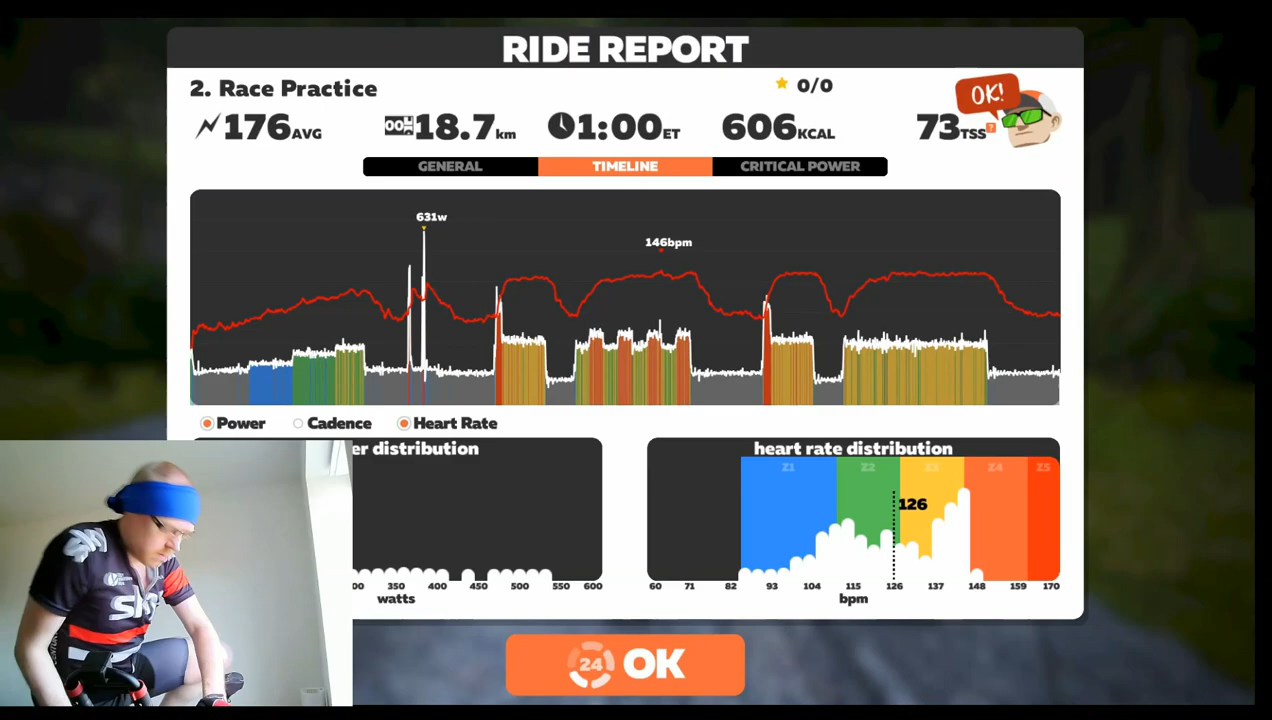 RIDE REPORT
2. Race Practice
0/0
OK!
176AVG
18.7km
1:00ET
606KCAL
73TSS?
GENERAL
TIMELINE
CRITICAL POWER
631w
146bpm
Power
Cadence
Heart Rate
er distribution
350 400 450 500 550 600
watts
heart rate distribution
Z1 Z2 Z3 Z4 Z5
126
60 71 82 93 104 115 126 137 148 159 170
bpm
24 OK
SK